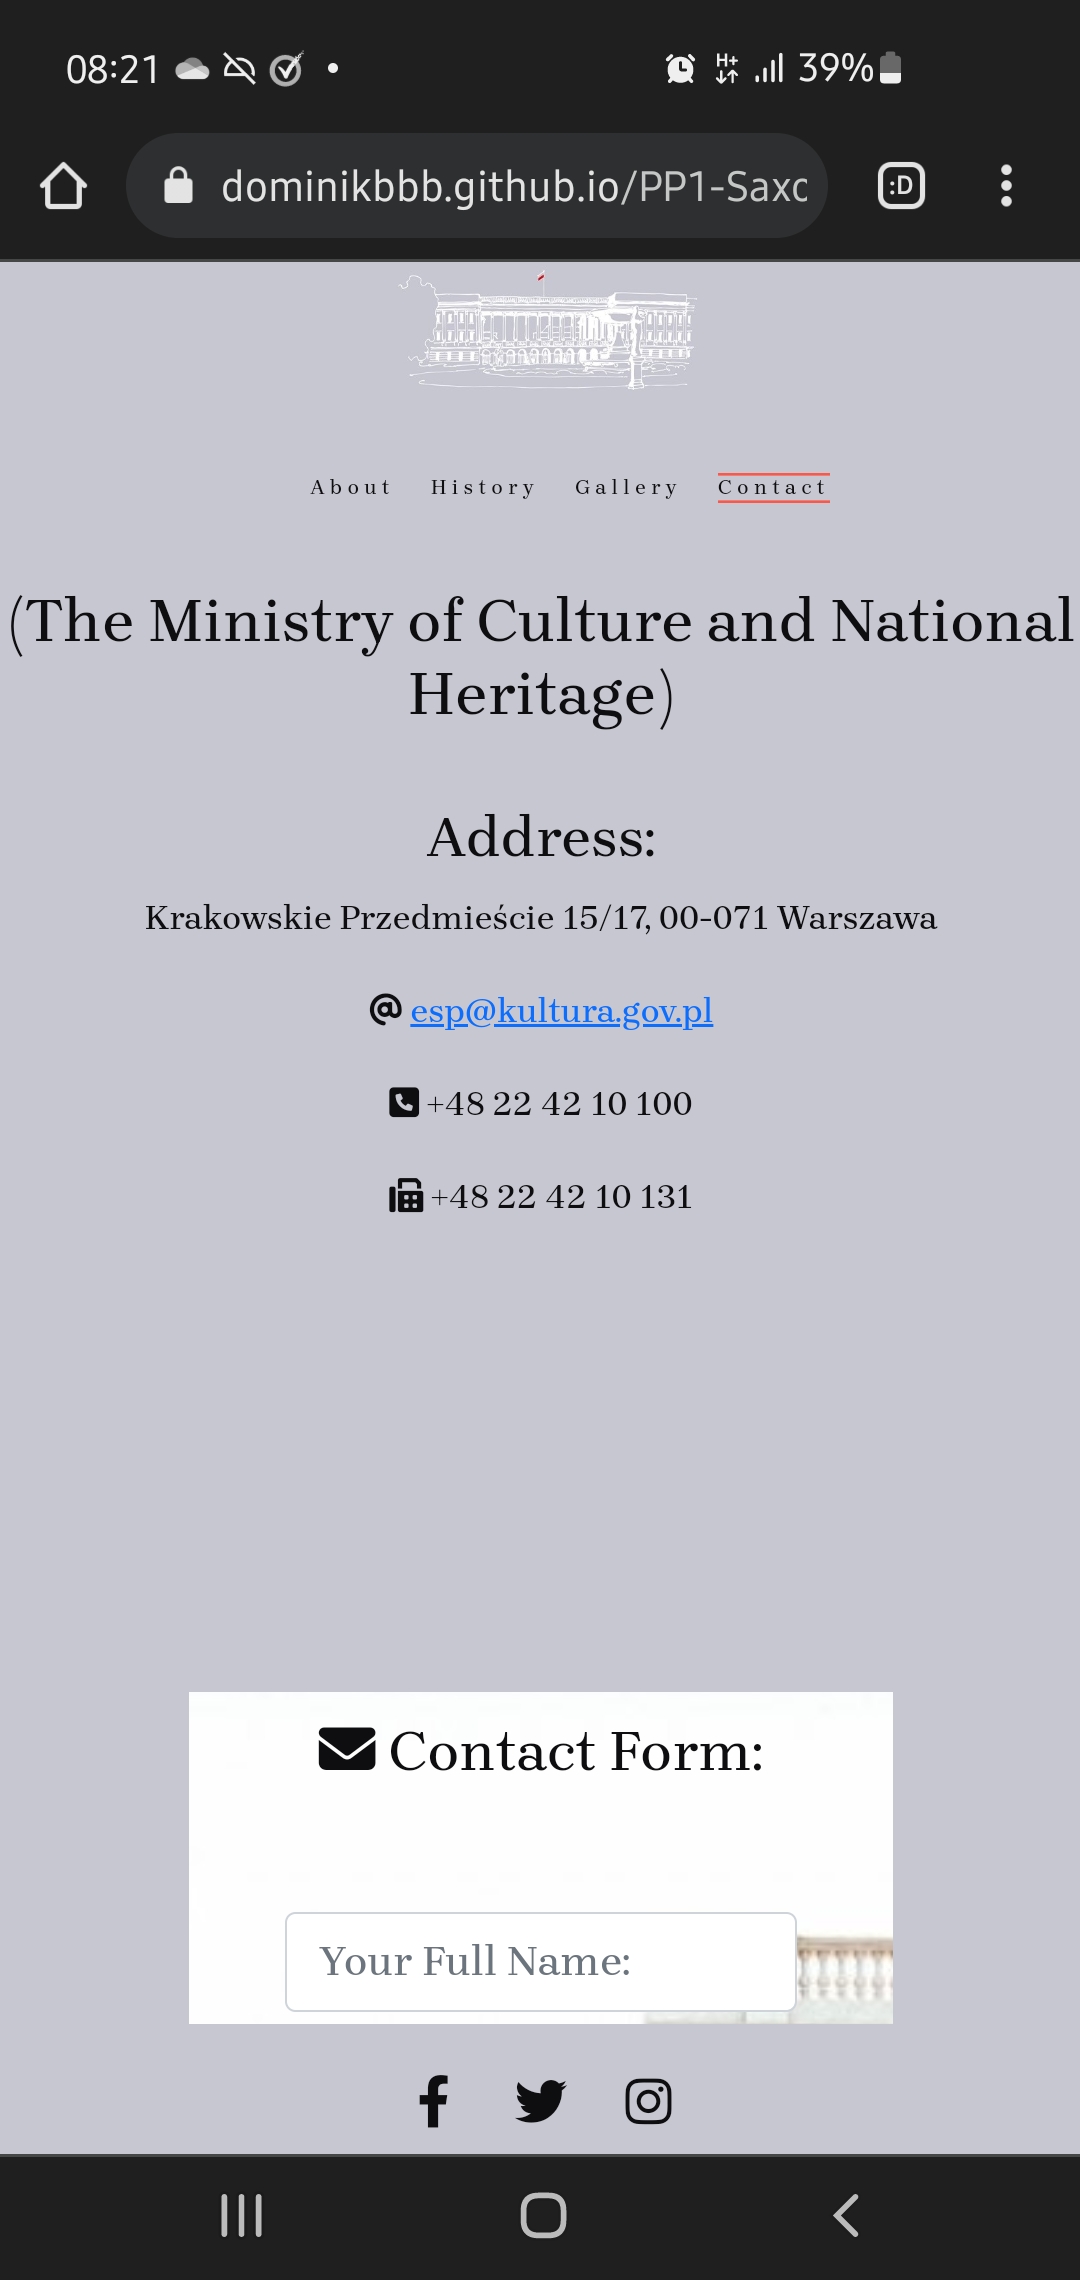 08:21
H+
39%
dominikbbb.github.io/PP1-Saxo
:D
About History Gallery Contact
(The Ministry of Culture and National
Heritage)
Address:
Krakowskie Przedmieście 15/17, 00-071 Warszawa
@ esp@kultura.gov.pl
+48 22 42 10 100
+48 22 42 10 131
Contact Form:
Your Full Name: